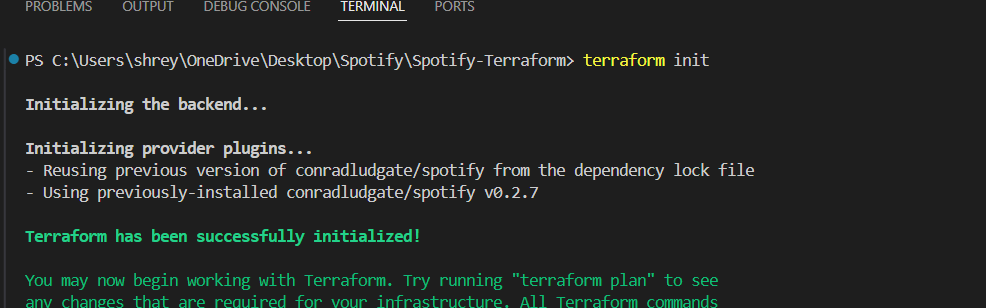 PROBLEMS OUTPUT DEBUG CONSOLE TERMINAL PORTS
PS C:\Users\shrey\OneDrive\Desktop\Spotify\Spotify-Terraform> terraform init
Initializing the backend...
Initializing provider plugins...
- Reusing previous version of conradludgate/spotify from the dependency lock file
- Using previously-installed conradludgate/spotify v0.2.7
Terraform has been successfully initialized!
You may now begin working with Terraform. Try running "terraform plan" to see
any changes that are required for your infrastructure. All Terraform commands